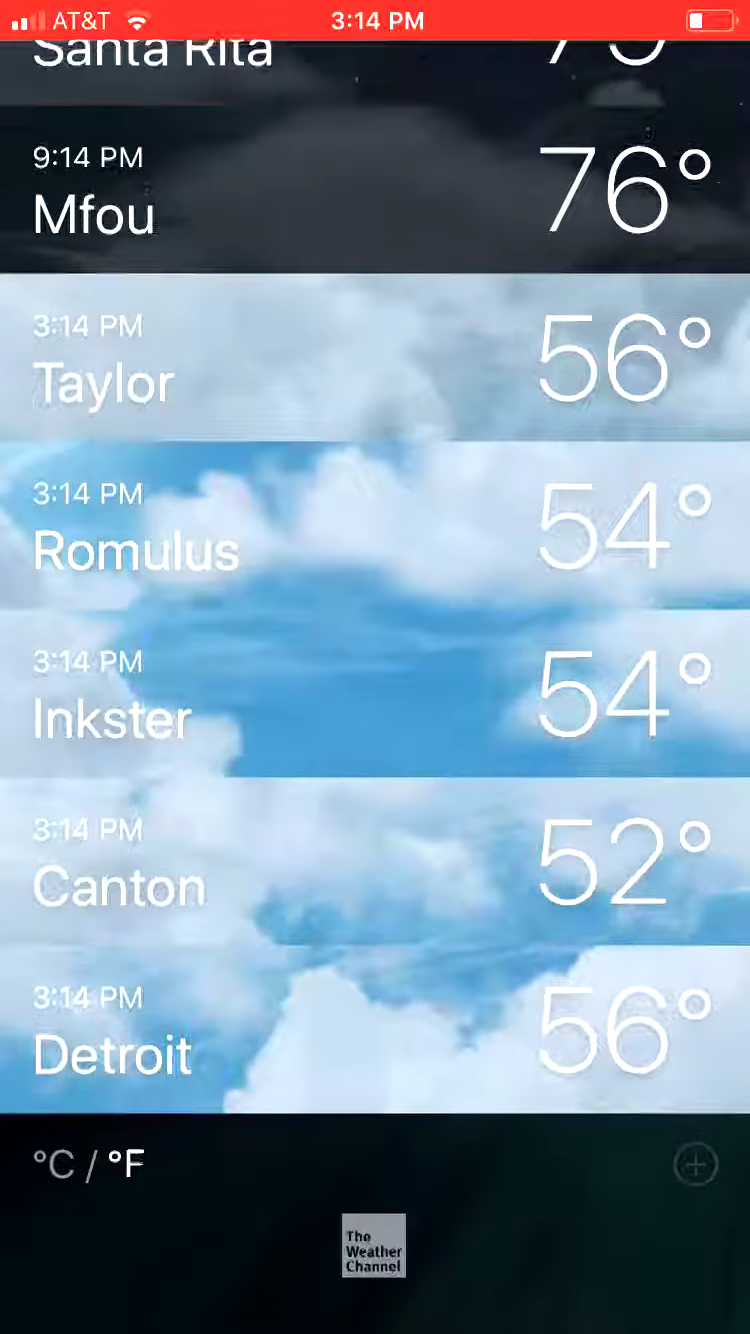 AT&T 3:14 PM
Santa Rita
9:14 PM
Mfou 76°
3:14 PM
Taylor 56°
3:14 PM
Romulus 54°
3:14 PM
Inkster 54°
3:14 PM
Canton 52°
3:14 PM
Detroit 56°
°C / °F
The
Weather
Channel